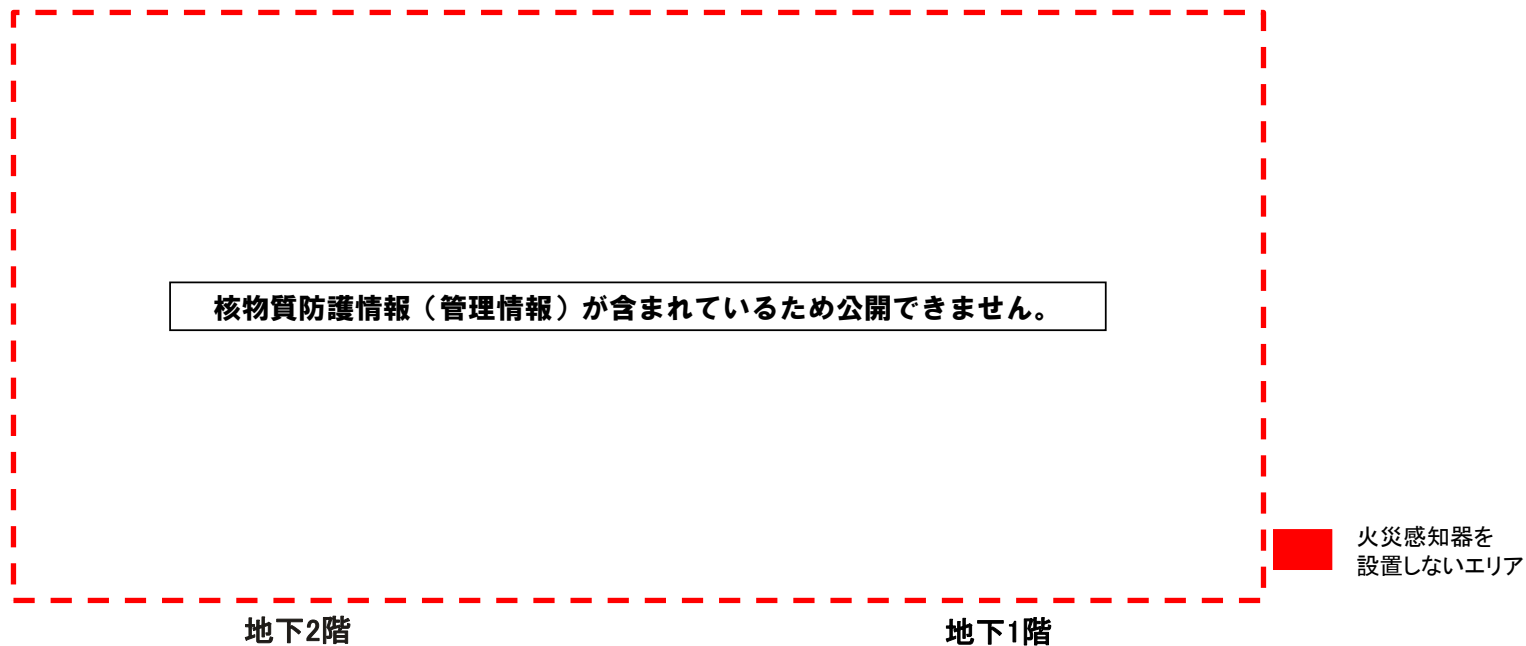 核物質防護情報（管理情報）が含まれているため公開できません。
火災感知器を
設置しないエリア
地下2階
地下1階